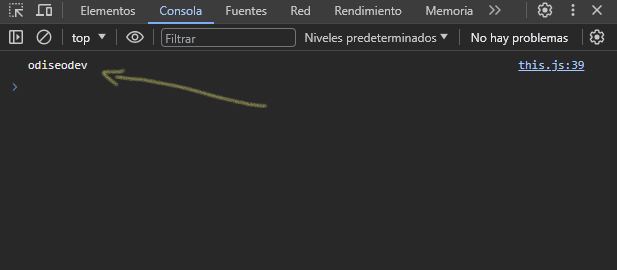 Elementos Consola Fuentes Red Rendimiento Memoria
top Filtrar Niveles predeterminados No hay problemas
odiseodev this.js:39